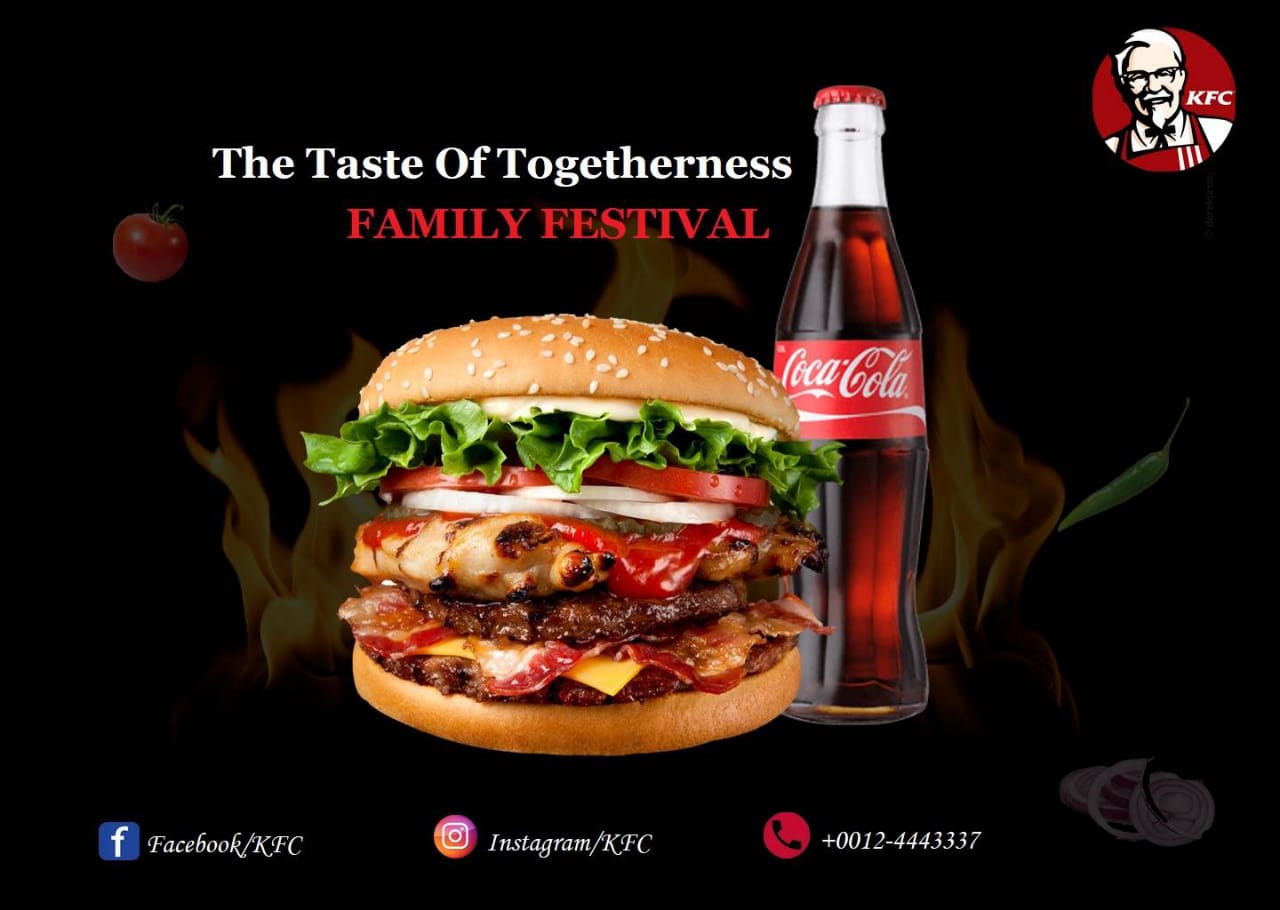 KFC
The Taste Of Togetherness
FAMILY FESTIVAL
Coca-Cola
Facebook/KFC
Instagram/KFC
+0012-4443337